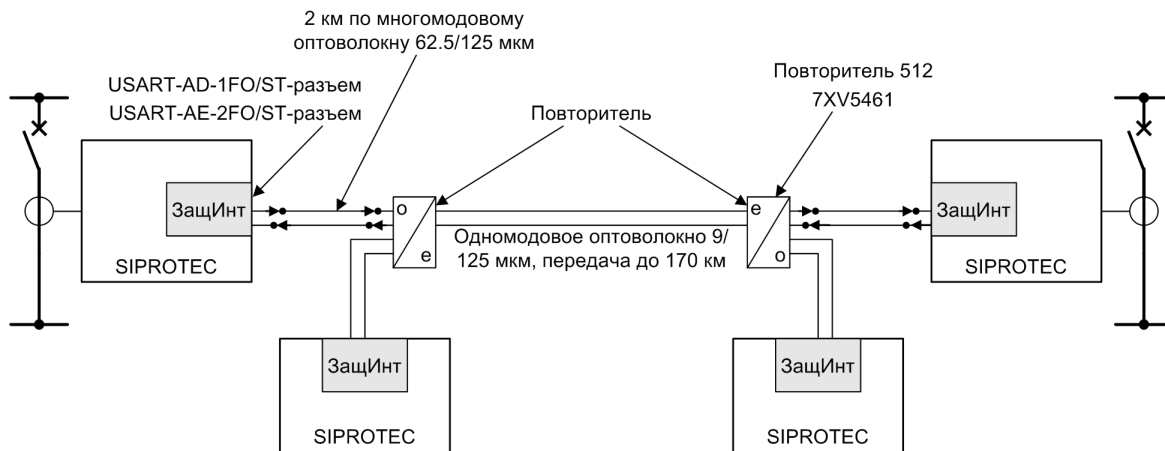 2 км по многомодовому
оптоволокну 62.5/125 мкм
USART-AD-1FO/ST-разъем
USART-AE-2FO/ST-разъем
Повторитель
Повторитель 512
7XV5461
ЗащИнт
SIPROTEC
o
e
Одномодовое оптоволокно 9/
125 мкм, передача до 170 км
e
o
ЗащИнт
SIPROTEC
ЗащИнт
SIPROTEC
ЗащИнт
SIPROTEC